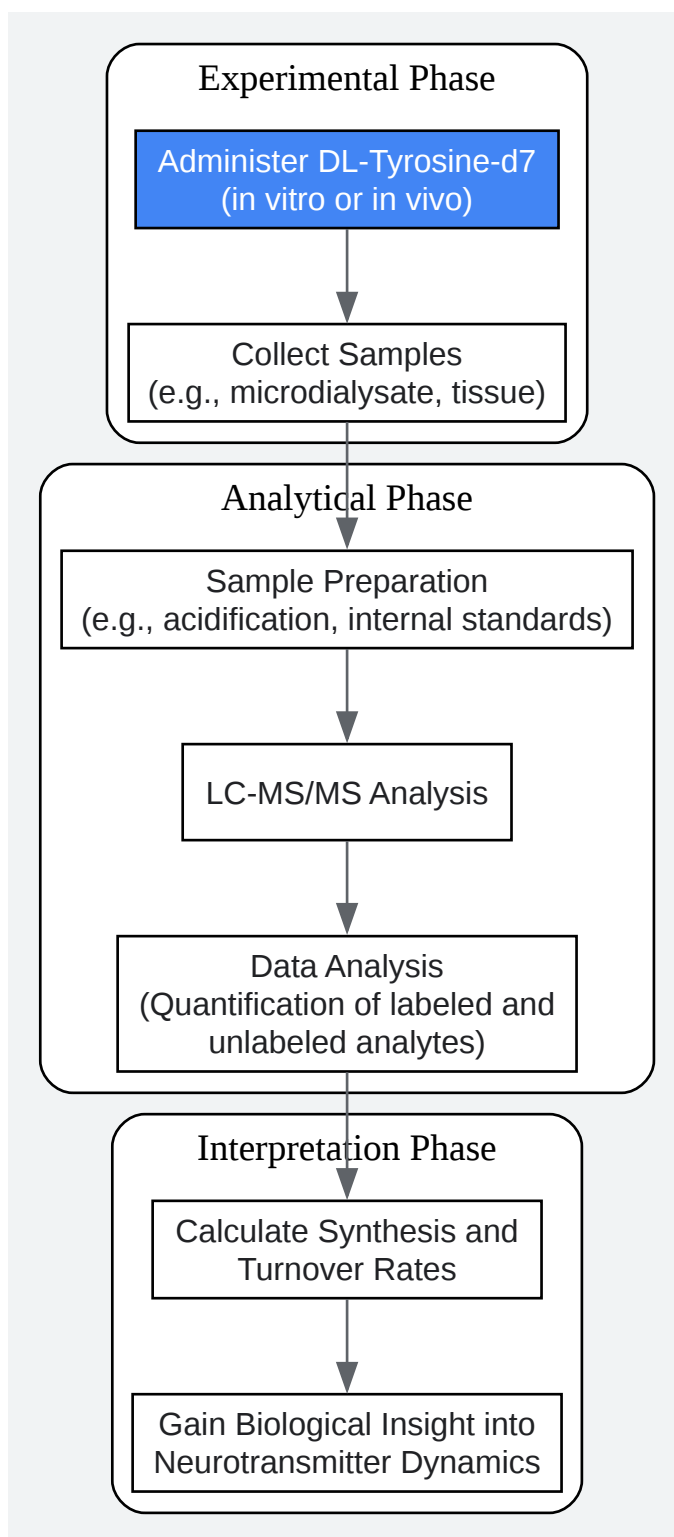 Experimental Phase
Administer DL-Tyrosine-d7
(in vitro or in vivo)
Collect Samples
(e.g., microdialysate, tissue)
Analytical Phase
Sample Preparation
(e.g., acidification, internal standards)
LC-MS/MS Analysis
Data Analysis
(Quantification of labeled and
unlabeled analytes)
Interpretation Phase
Calculate Synthesis and
Turnover Rates
Gain Biological Insight into
Neurotransmitter Dynamics